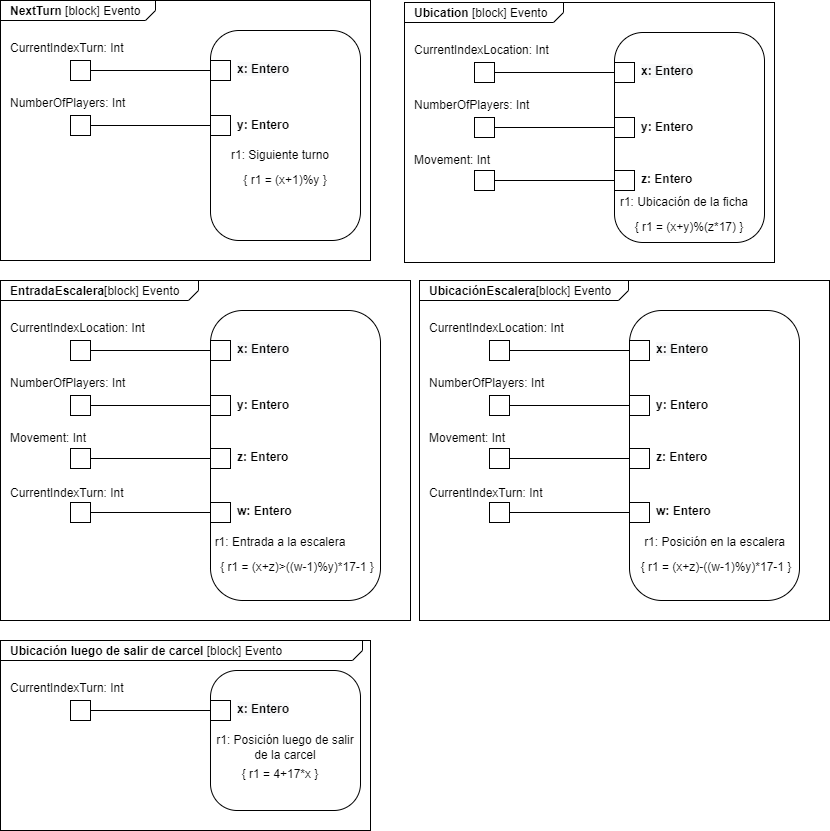 NextTurn [block] Evento
CurrentIndexTurn: Int
x: Entero
NumberOfPlayers: Int
y: Entero
r1: Siguiente turno
{ r1 = (x+1)%y }
Ubication [block] Evento
CurrentIndexLocation: Int
x: Entero
NumberOfPlayers: Int
y: Entero
Movement: Int
z: Entero
r1: Ubicación de la ficha
{ r1 = (x+y)%(z*17) }
EntradaEscalera[block] Evento
CurrentIndexLocation: Int
x: Entero
NumberOfPlayers: Int
y: Entero
Movement: Int
z: Entero
CurrentIndexTurn: Int
w: Entero
r1: Entrada a la escalera
{ r1 = (x+z)>((w-1)%y)*17-1 }
UbicaciónEscalera[block] Evento
CurrentIndexLocation: Int
x: Entero
NumberOfPlayers: Int
y: Entero
Movement: Int
z: Entero
CurrentIndexTurn: Int
w: Entero
r1: Posición en la escalera
{ r1 = (x+z)-((w-1)%y)*17-1 }
Ubicación luego de salir de carcel [block] Evento
CurrentIndexTurn: Int
x: Entero
r1: Posición luego de salir
de la carcel
{ r1 = 4+17*x }